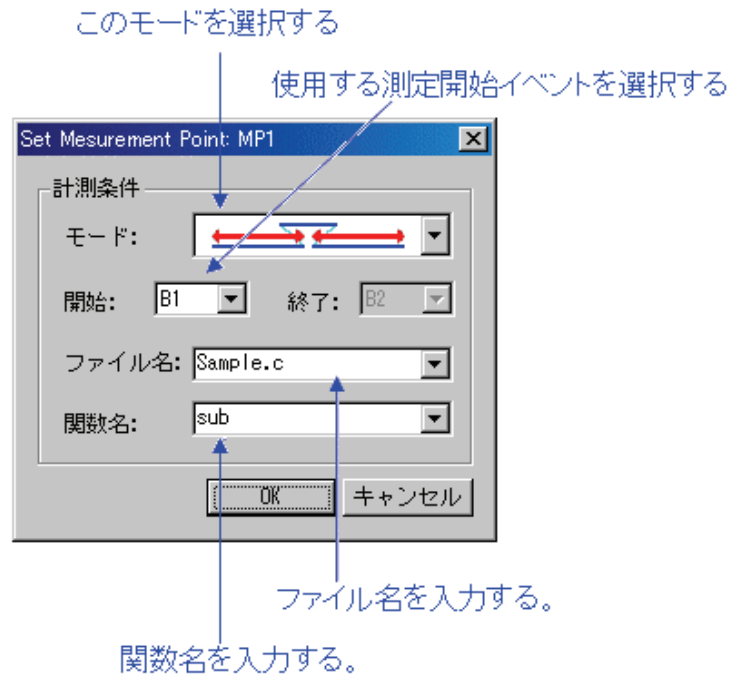 このモードを選択する
使用する測定開始イベントを選択する
Set Mesurement Point: MP1
計測条件
モード:
開始: B1 終了: B2
ファイル名: Sample.c
関数名: sub
OK キャンセル
ファイル名を入力する。
関数名を入力する。